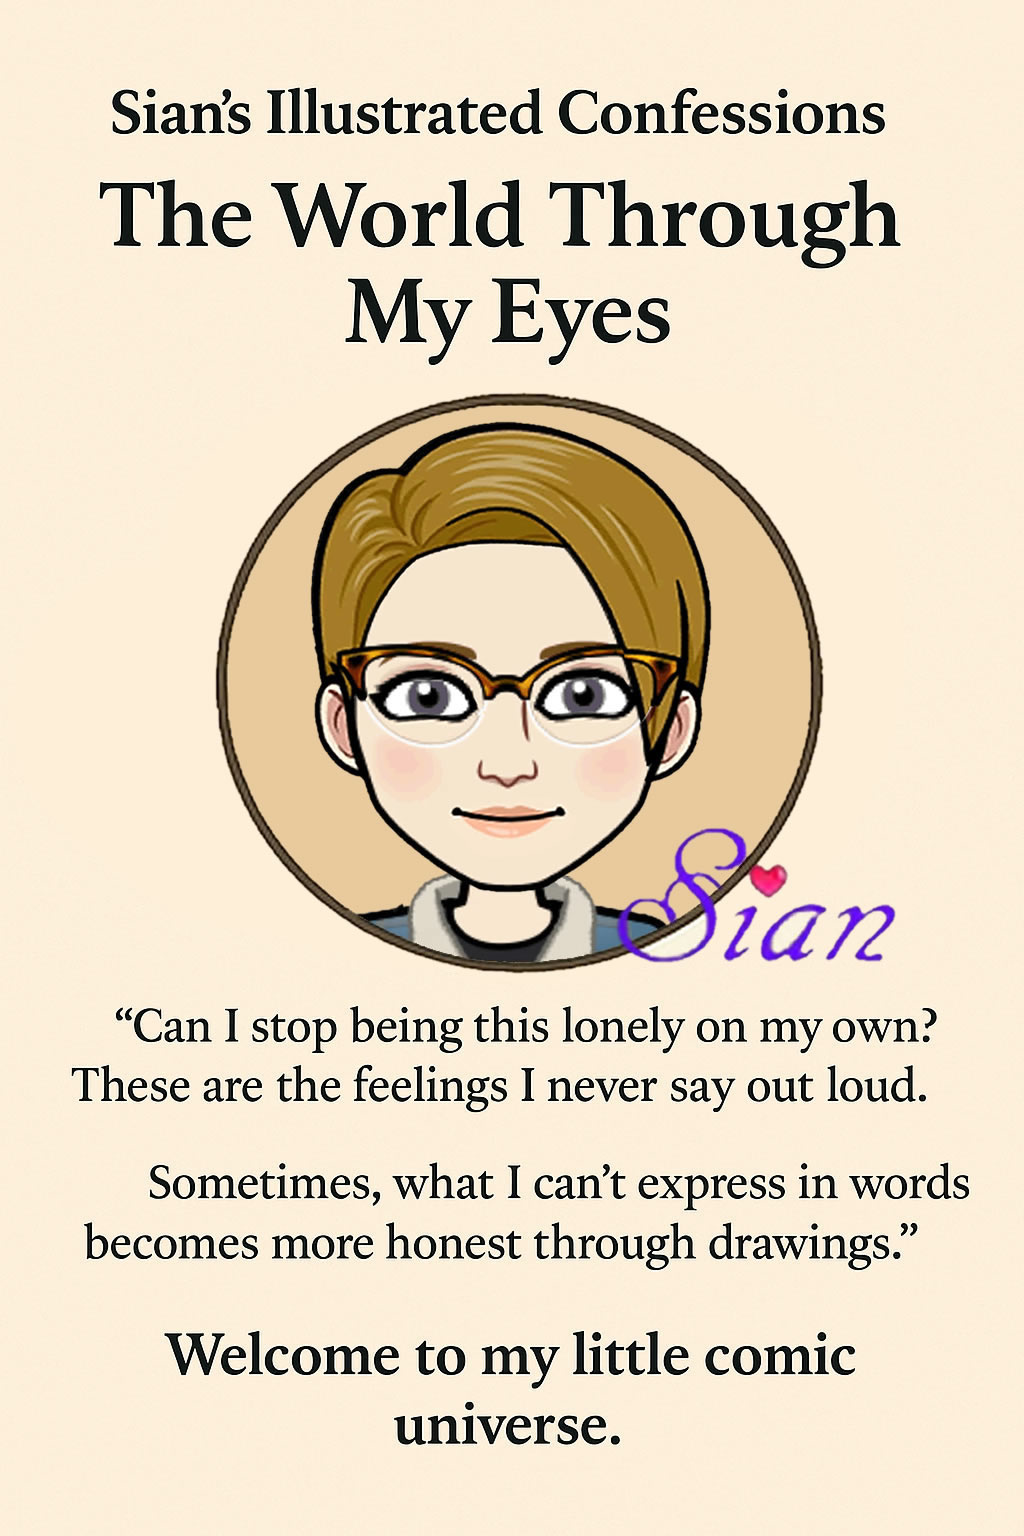 Sian’s Illustrated Confessions
The World Through
My Eyes
Sian
“Can I stop being this lonely on my own?
These are the feelings I never say out loud.
Sometimes, what I can’t express in words
becomes more honest through drawings.”
Welcome to my little comic
universe.